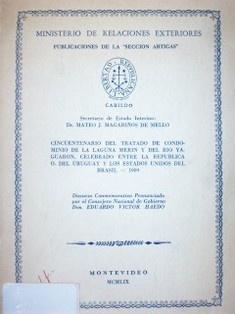 MINISTERIO DE RELACIONES EXTERIORES
PUBLICACIONES DE LA "SECCION ARTIGAS"
CABILDO
Secretario de Estado Interino:
Dr. MATEO J. MAGARIÑOS DE MELLO
CINCUENTENARIO DEL TRATADO DE CONDO-
MINIO DE LA LAGUNA MERIN Y DEL RIO YA-
GUARON, CELEBRADO ENTRE LA REPUBLICA
O. DEL URUGUAY Y LOS ESTADOS UNIDOS DEL
BRASIL — 1909
Discurso Conmemorativo Pronunciado
por el Consejero Nacional de Gobierno
Don EDUARDO VICTOR HAEDO
MONTEVIDEO
MCMLIX